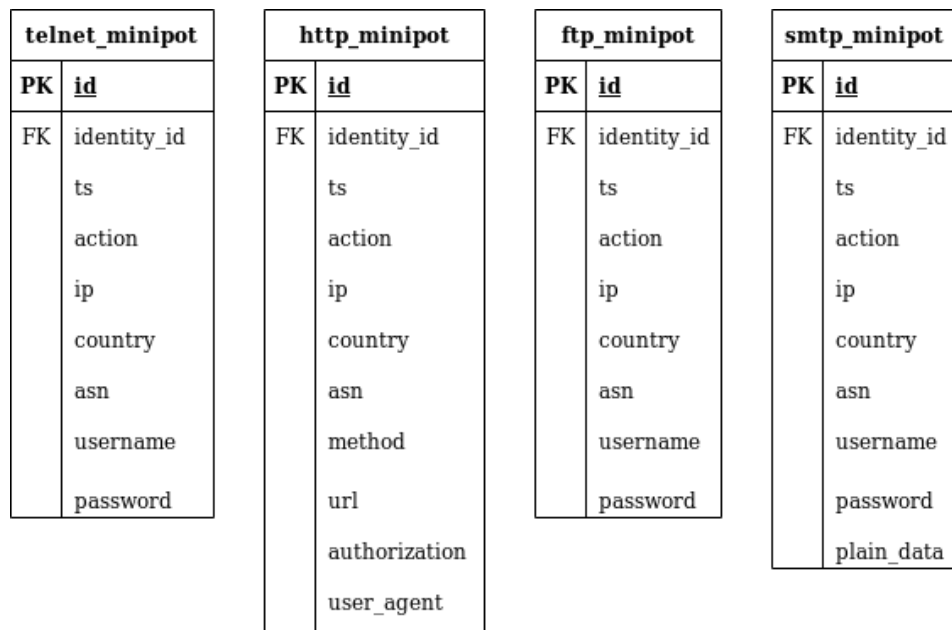 telnet_minipot
PK id
FK identity_id
ts
action
ip
country
asn
username
password
http_minipot
PK id
FK identity_id
ts
action
ip
country
asn
method
url
authorization
user_agent
ftp_minipot
PK id
FK identity_id
ts
action
ip
country
asn
username
password
smtp_minipot
PK id
FK identity_id
ts
action
ip
country
asn
username
password
plain_data